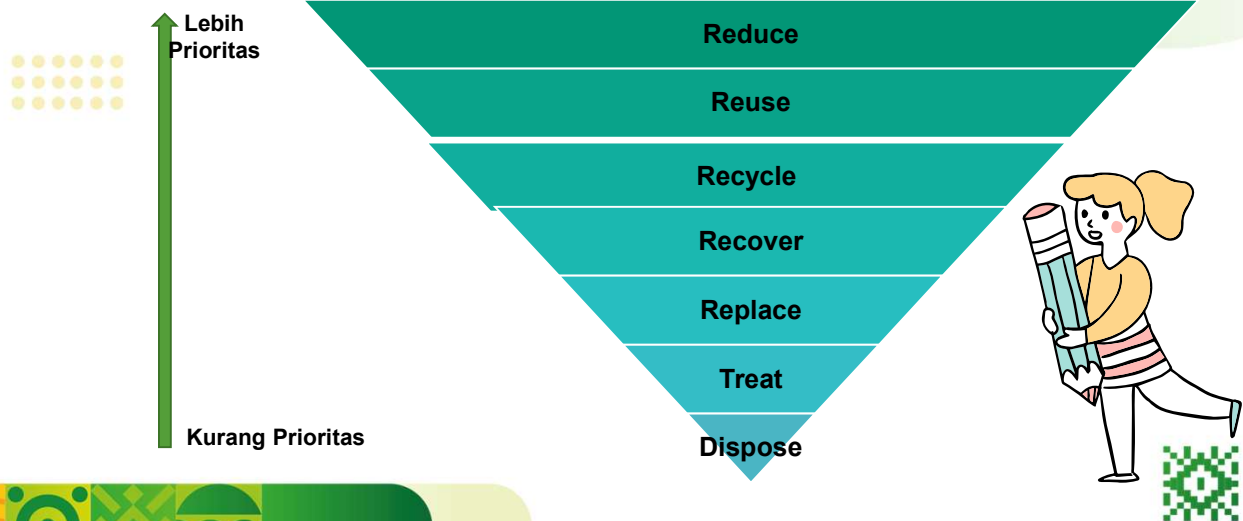 Lebih
Prioritas
Reduce
Reuse
Recycle
Recover
Replace
Treat
Dispose
Kurang Prioritas